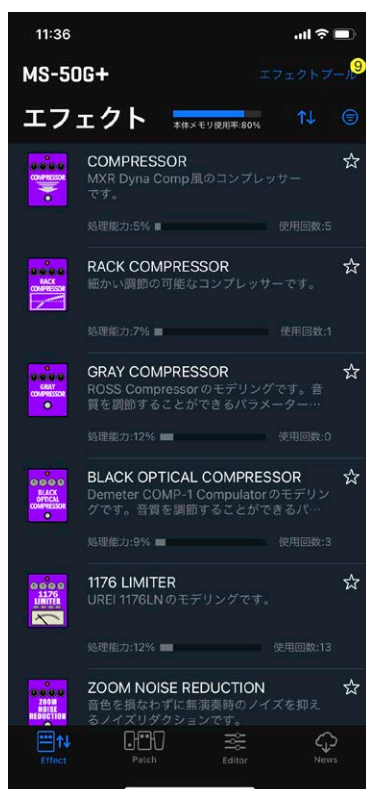 11:36
MS-50G+
エフェクトプール
9
エフェクト
本体メモリ使用率:80%
COMPRESSOR
COMPRESSOR
MXR Dyna Comp風のコンプレッサー
です。
処理能力:5%
使用回数:5
RACK COMPRESSOR
RACK
COMPRESSOR
細かい調節の可能なコンプレッサーです。
処理能力:7%
使用回数:1
GRAY COMPRESSOR
GRAY
COMPRESSOR
ROSS Compressorのモデリングです。音
質を調節することができるパラメーター…
処理能力:12%
使用回数:0
BLACK OPTICAL COMPRESSOR
BLACK
OPTICAL
COMPRESSOR
Demeter COMP-1 Compulatorのモデリン
グです。音質を調節することができるパ…
処理能力:9%
使用回数:3
1176 LIMITER
1176
LIMITER
UREI 1176LNのモデリングです。
処理能力:12%
使用回数:13
ZOOM NOISE REDUCTION
ZOOM
NOISE
REDUCTION
音色を損なわずに無演奏時のノイズを抑え
るノイズリダクションです。
Effect
Patch
Editor
News